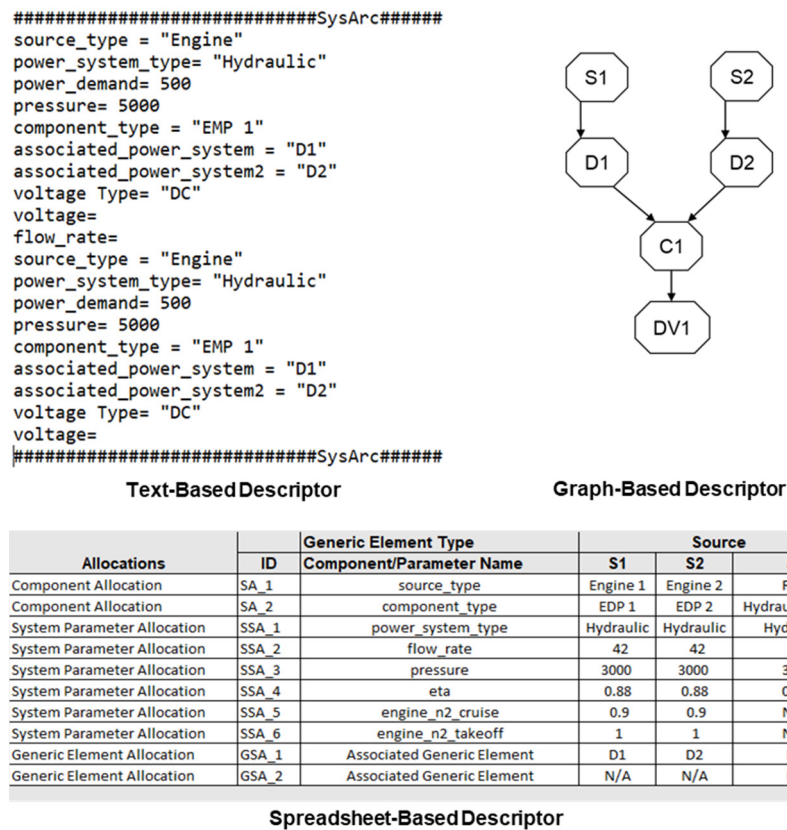 #############################SysArc######
source_type = "Engine"
power_system_type= "Hydraulic"
power_demand= 500
pressure= 5000
component_type = "EMP 1"
associated_power_system = "D1"
associated_power_system2 = "D2"
voltage Type= "DC"
voltage=
flow_rate=
source_type = "Engine"
power_system_type= "Hydraulic"
power_demand= 500
pressure= 5000
component_type = "EMP 1"
associated_power_system = "D1"
associated_power_system2 = "D2"
voltage Type= "DC"
voltage=
#############################SysArc######
Text-Based Descriptor
S1 S2
D1 D2
C1
DV1
Graph-Based Descriptor
Generic Element Type Source
Allocations ID Component/Parameter Name S1 S2
Component Allocation SA_1 source_type Engine 1 Engine 2
Component Allocation SA_2 component_type EDP 1 EDP 2
System Parameter Allocation SSA_1 power_system_type Hydraulic Hydraulic
System Parameter Allocation SSA_2 flow_rate 42 42
System Parameter Allocation SSA_3 pressure 3000 3000
System Parameter Allocation SSA_4 eta 0.88 0.88
System Parameter Allocation SSA_5 engine_n2_cruise 0.9 0.9
System Parameter Allocation SSA_6 engine_n2_takeoff 1 1
Generic Element Allocation GSA_1 Associated Generic Element D1 D2
Generic Element Allocation GSA_2 Associated Generic Element N/A N/A
Spreadsheet-Based Descriptor